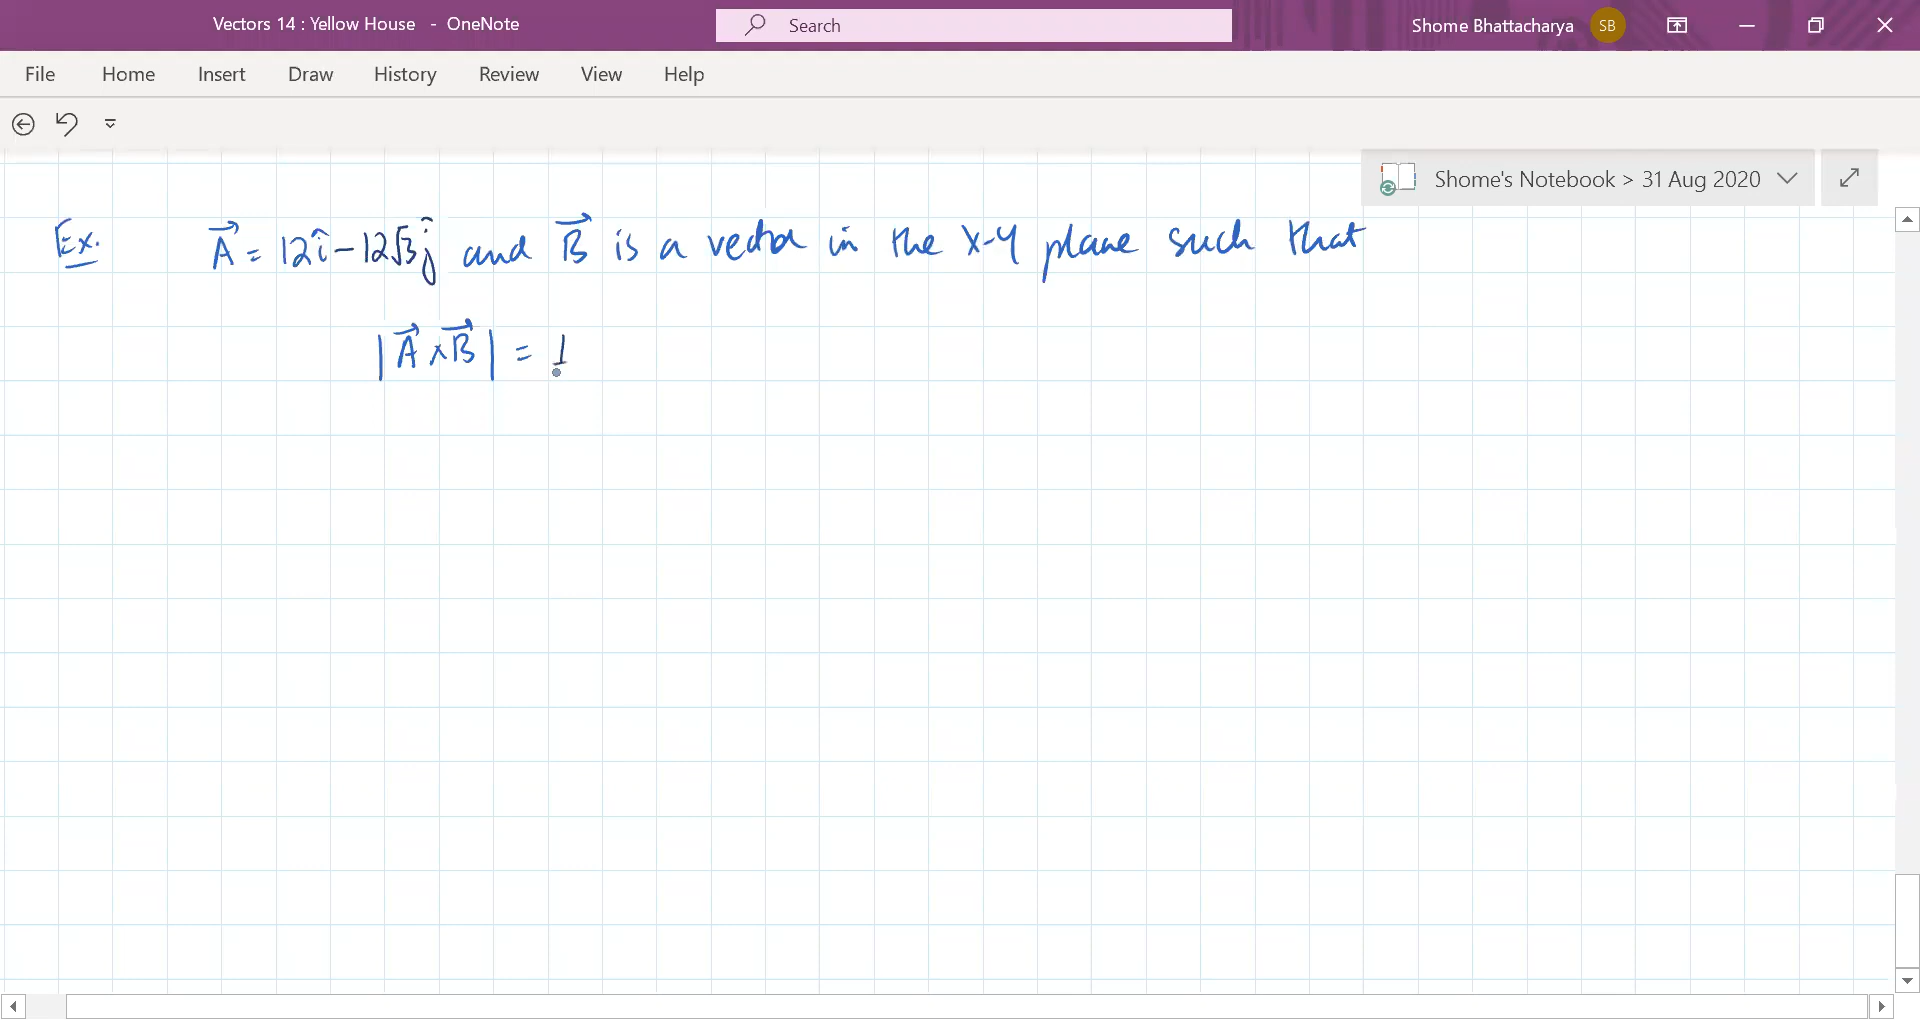 Vectors 14 : Yellow House - OneNote
Search
Shome Bhattacharya SB
File Home Insert Draw History Review View Help
Shome's Notebook > 31 Aug 2020
Ex. A⃗ = 12î - 12√3ĵ and B⃗ is a vector in the X-Y plane such that
|A⃗ × B⃗| = 1